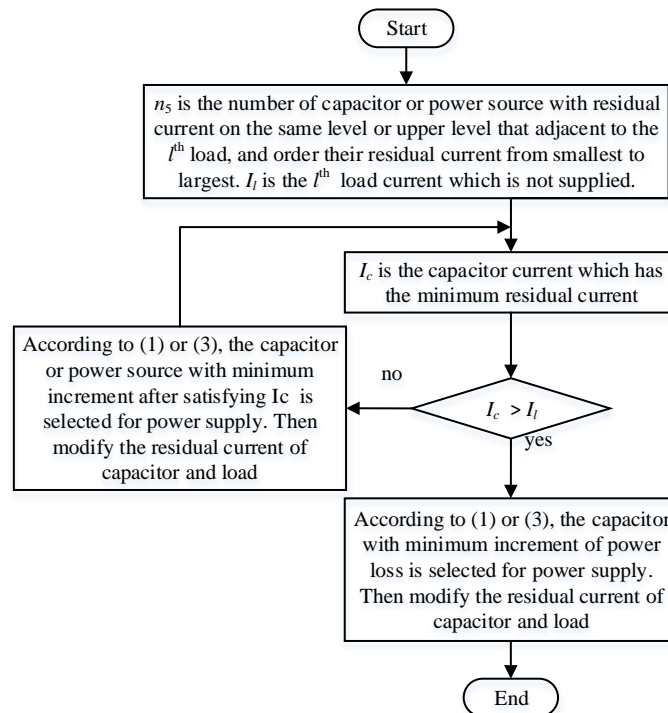 Start
n5 is the number of capacitor or power source with residual
current on the same level or upper level that adjacent to the
lth load, and order their residual current from smallest to
largest. Il is the lth load current which is not supplied.
Ic is the capacitor current which has
the minimum residual current
According to (1) or (3), the capacitor
or power source with minimum
increment after satisfying Ic is
selected for power supply. Then
modify the residual current of
capacitor and load
no
Ic > Il
yes
According to (1) or (3), the capacitor
with minimum increment of power
loss is selected for power supply.
Then modify the residual current of
capacitor and load
End